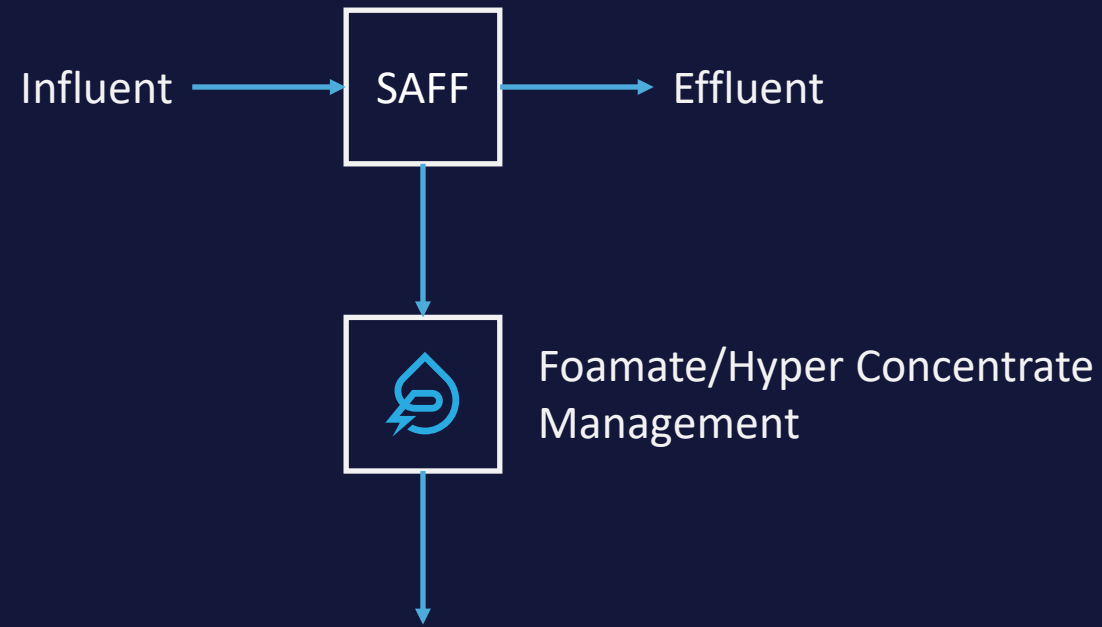 Influent
SAFF
Effluent
Foamate/Hyper Concentrate
Management